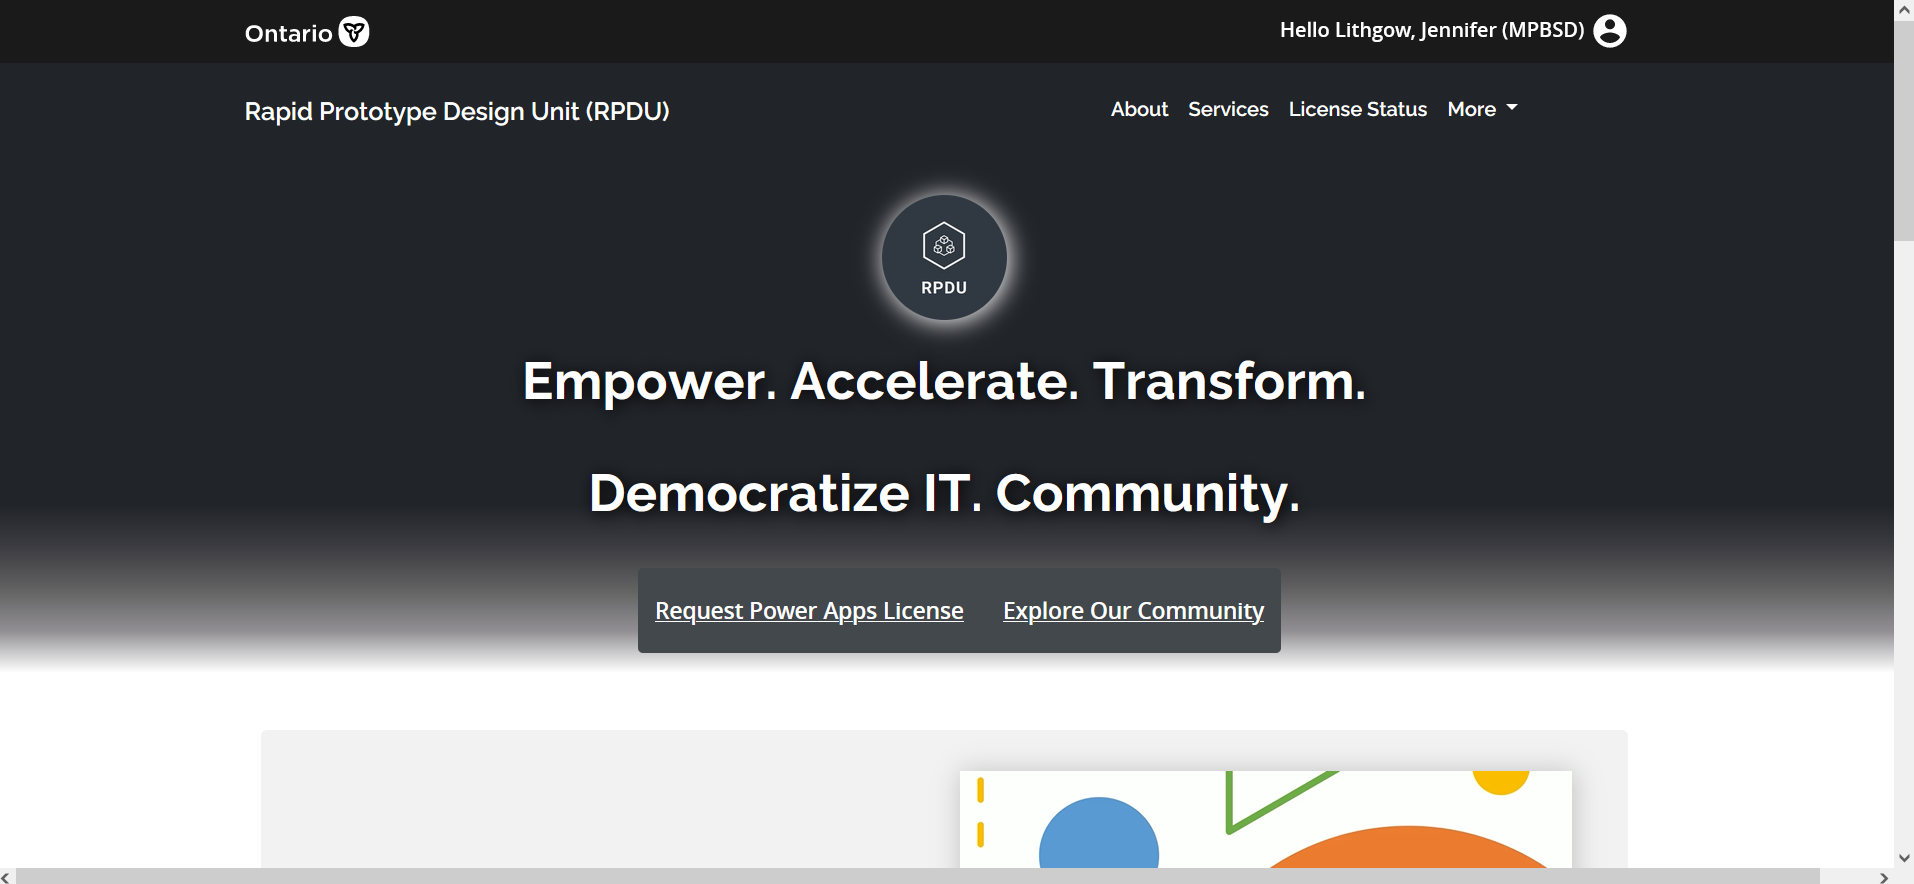 Ontario
Hello Lithgow, Jennifer (MPBSD)
Rapid Prototype Design Unit (RPDU)
About Services License Status More
RPDU
Empower. Accelerate. Transform.
Democratize IT. Community.
Request Power Apps License Explore Our Community